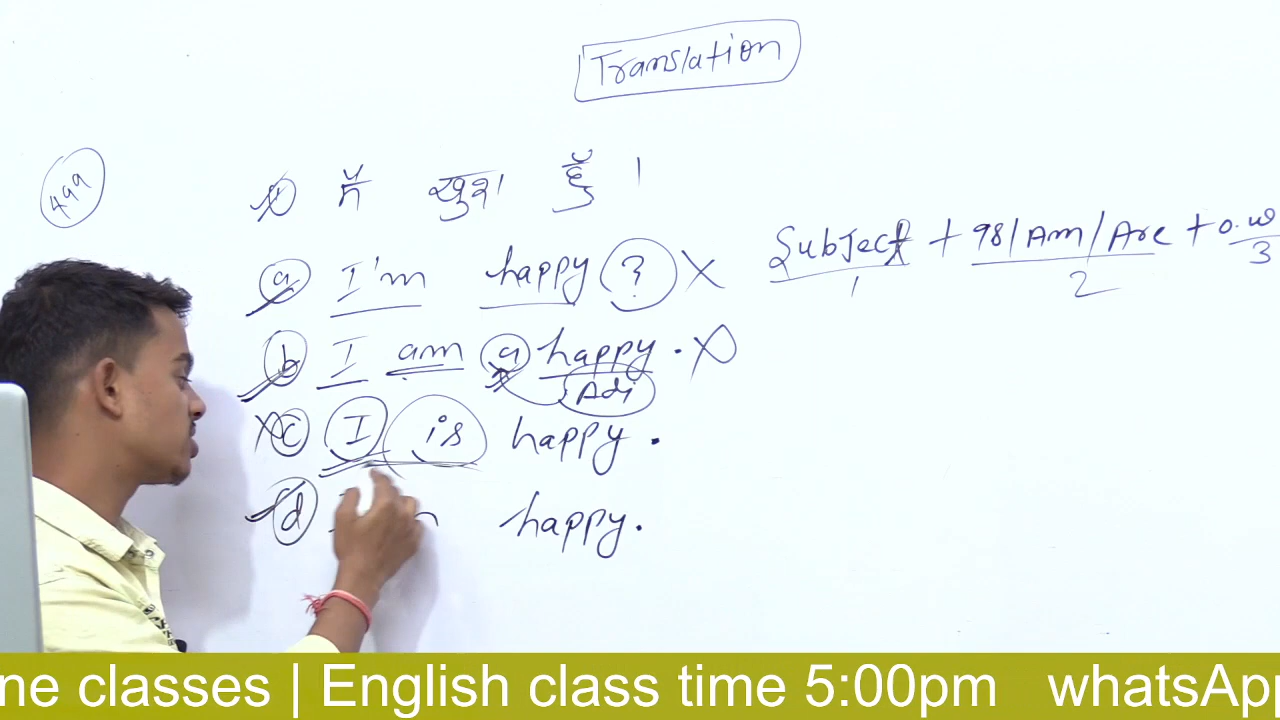 Translation
499
मैं खुश हूँ ।
Subject + Is/Am/Are + o.w
1 2 3
a I'm happy ? X
b I am a happy . X
Adj
X c I is happy .
d happy.
ne classes | English class time 5:00pm whatsApp